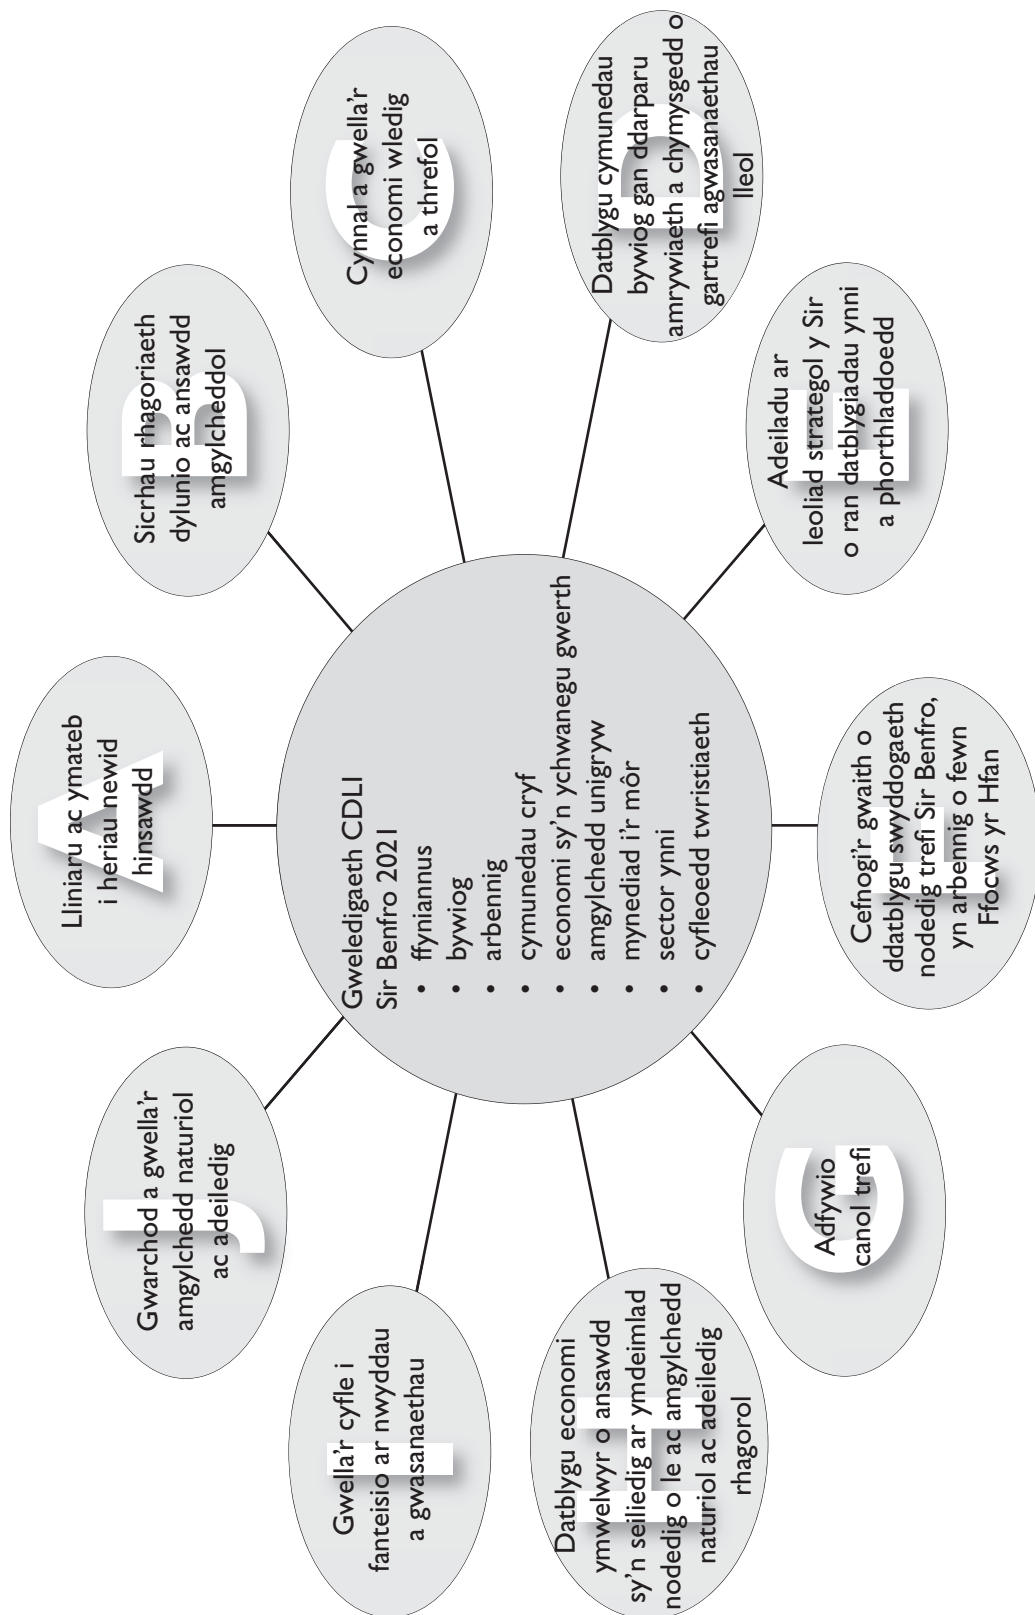 A
Lliniaru ac ymateb
i heriau newid
hinsawdd
B
Sicrhau rhagoriaeth
dylunio ac ansawdd
amgylcheddol
C
Cynnal a gwella'r
economi wledig
a threfol
D
Datblygu cymunedau
bywiog gan ddarparu
amrywiaeth a chymysgedd o
gartrefi agwasanaethau
lleol
E
Adeiladu ar
leoliad strategol y Sir
o ran datblygiadau ynni
a phorthladdoedd
F
Cefnogi'r gwaith o
ddatblygu swyddogaeth
nodedig trefi Sir Benfro,
yn arbennig o fewn
Ffocws yr Hfan
G
Adfywio
canol trefi
H
Datblygu economi
ymwelwyr o ansawdd
sy'n seiliedig ar ymdeimlad
nodedig o le ac amgylchedd
naturiol ac adeiledig
rhagorol
I
Gwella'r cyfle i
fanteisio ar nwyddau
a gwasanaethau
J
Gwarchod a gwella'r
amgylchedd naturiol
ac adeiledig
Gweledigaeth CDLl
Sir Benfro 2021
• ffyniannus
• bywiog
• arbennig
• cymunedau cryf
• economi sy'n ychwanegu gwerth
• amgylchedd unigryw
• mynediad i'r môr
• sector ynni
• cyfleoedd twristiaeth